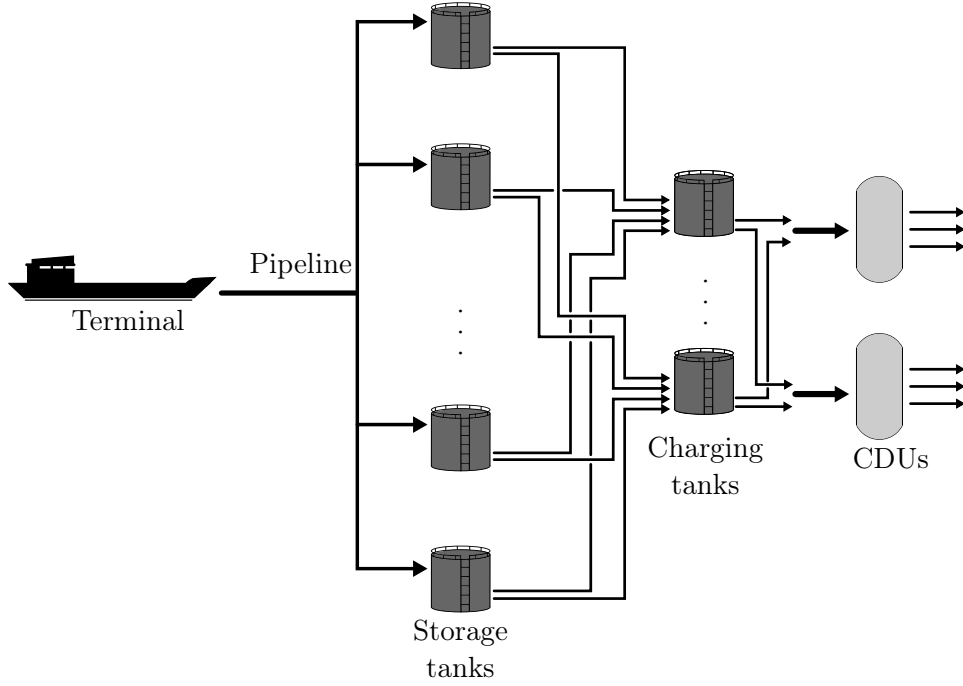 Pipeline
Terminal
Charging
tanks
CDUs
Storage
tanks